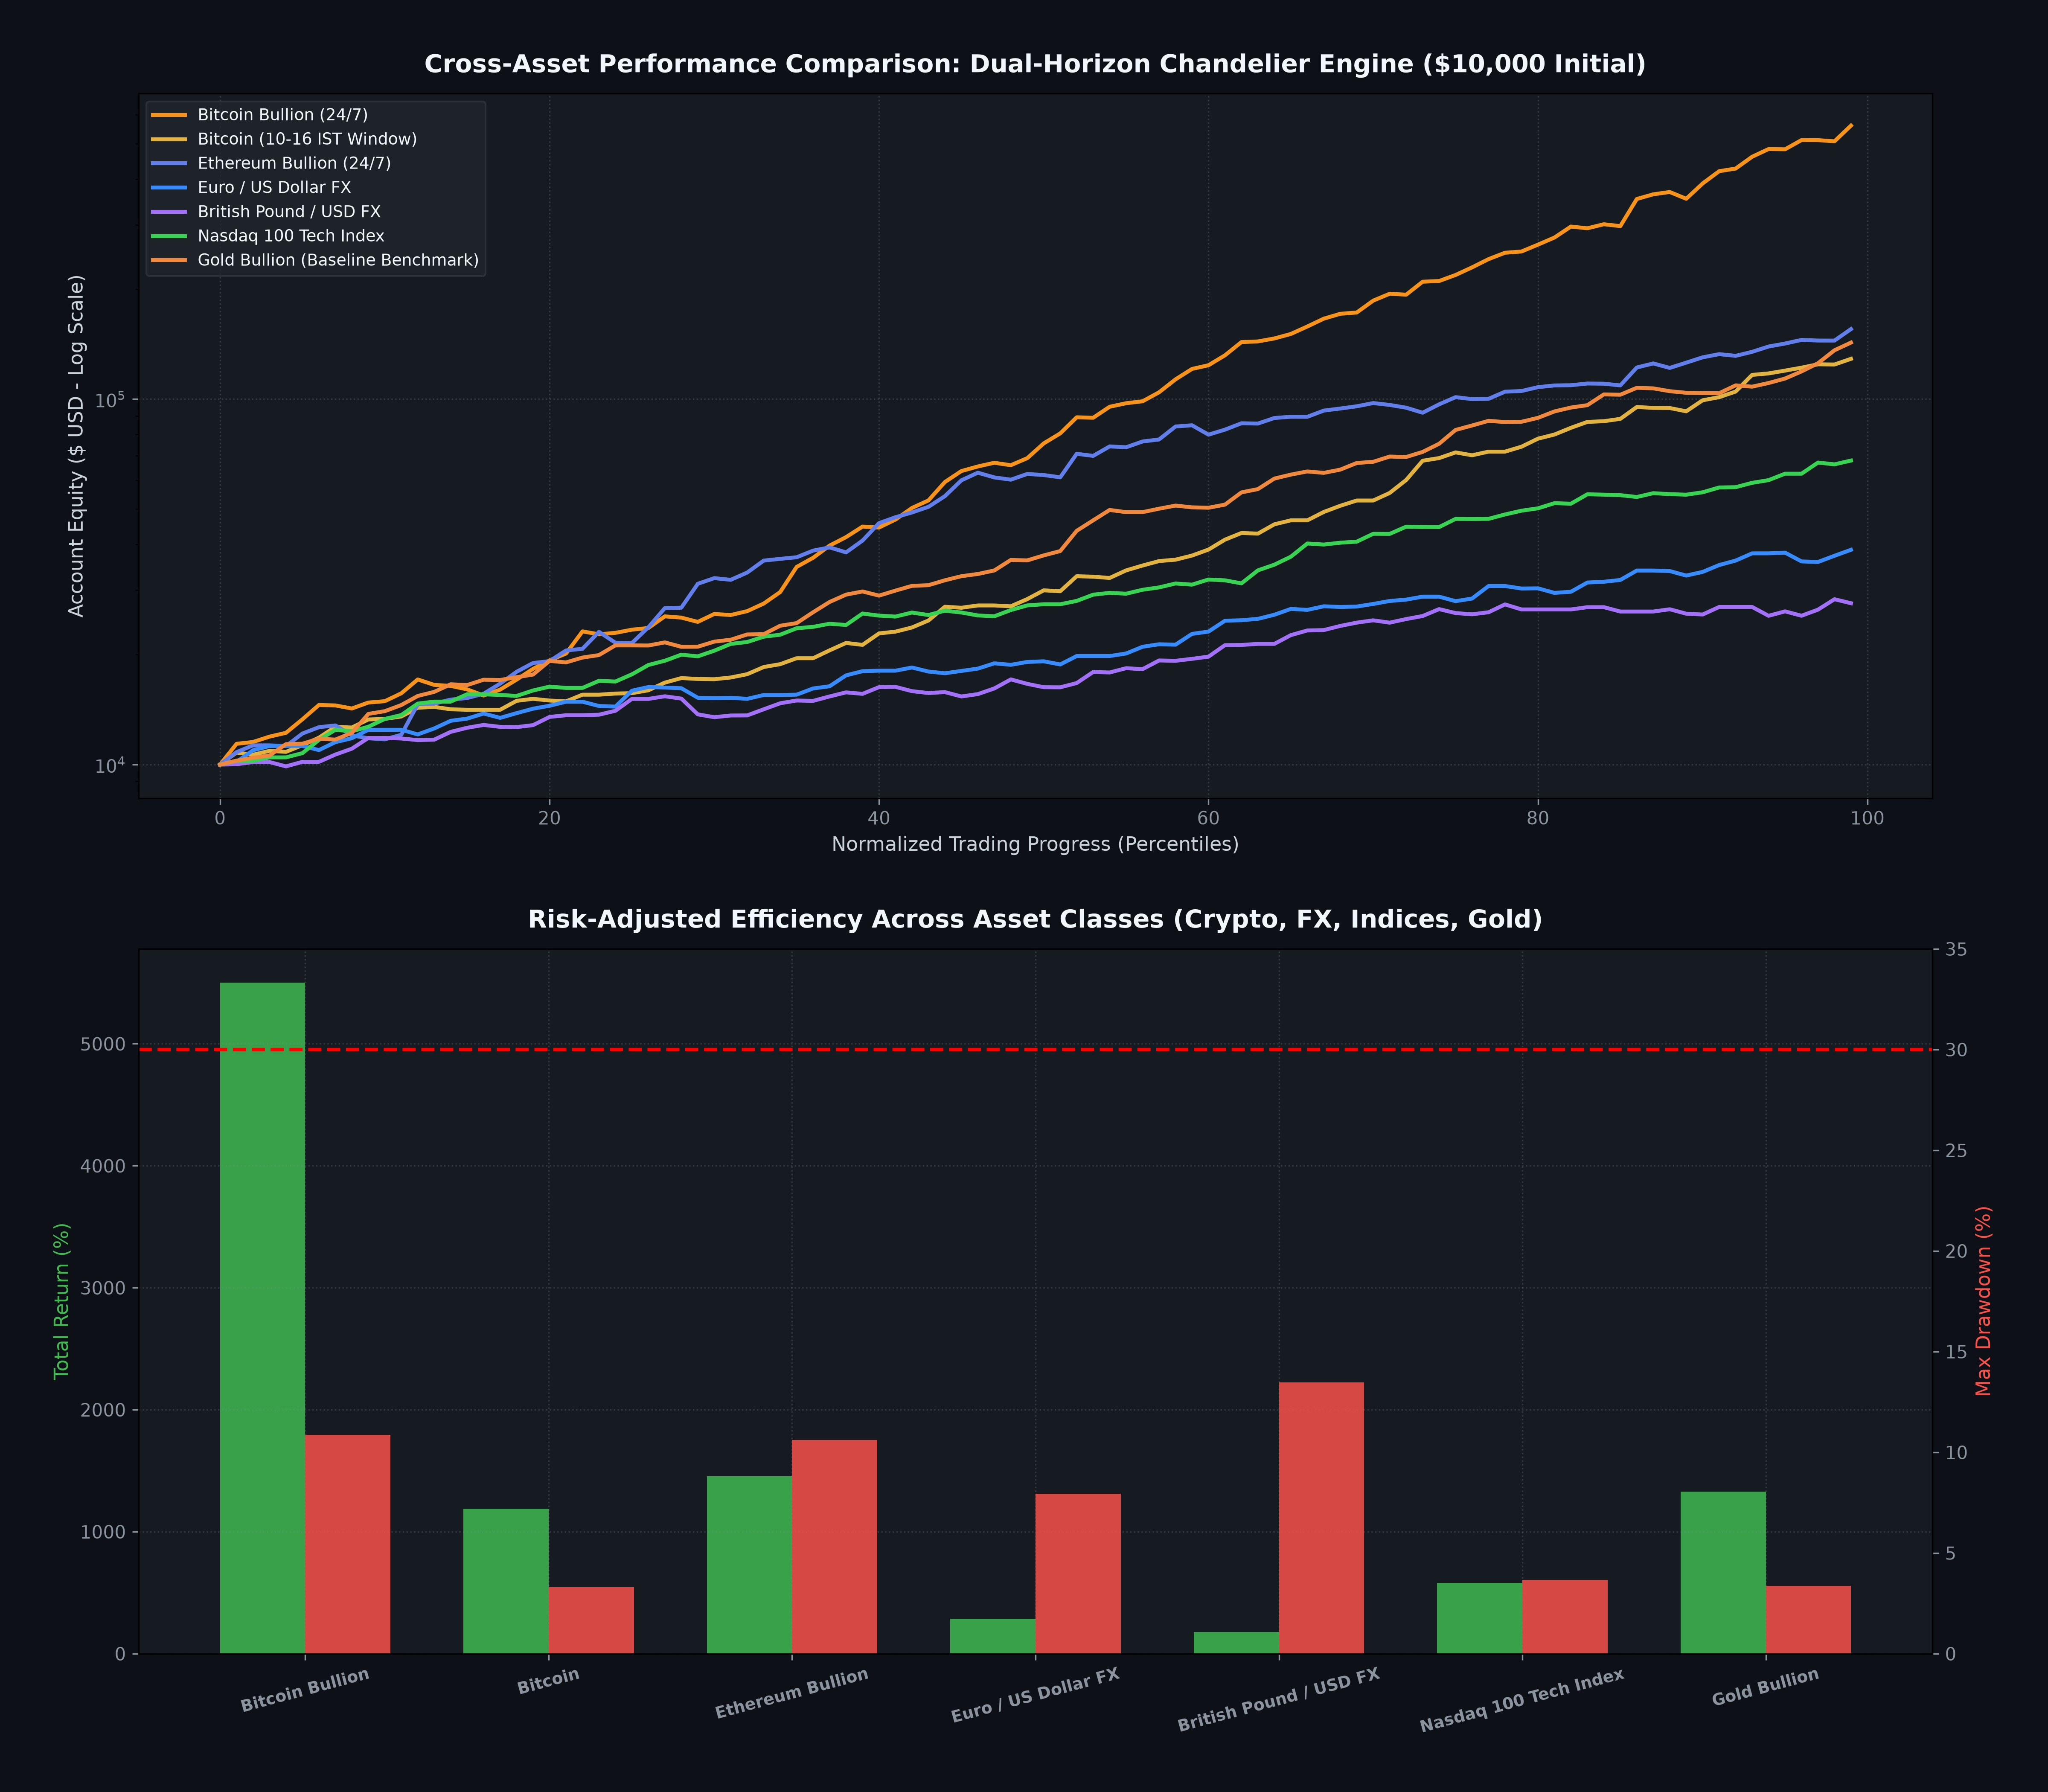 Cross-Asset Performance Comparison: Dual-Horizon Chandelier Engine ($10,000 Initial)
Bitcoin Bullion (24/7)
Bitcoin (10-16 IST Window)
Ethereum Bullion (24/7)
Euro / US Dollar FX
British Pound / USD FX
Nasdaq 100 Tech Index
Gold Bullion (Baseline Benchmark)
Account Equity ($ USD - Log Scale)
10⁵
10⁴
0 20 40 60 80 100
Normalized Trading Progress (Percentiles)
Risk-Adjusted Efficiency Across Asset Classes (Crypto, FX, Indices, Gold)
Total Return (%)
5000
4000
3000
2000
1000
0
35
30
25
20
15
10
5
0
Max Drawdown (%)
Bitcoin Bullion
Bitcoin
Ethereum Bullion
Euro / US Dollar FX
British Pound / USD FX
Nasdaq 100 Tech Index
Gold Bullion